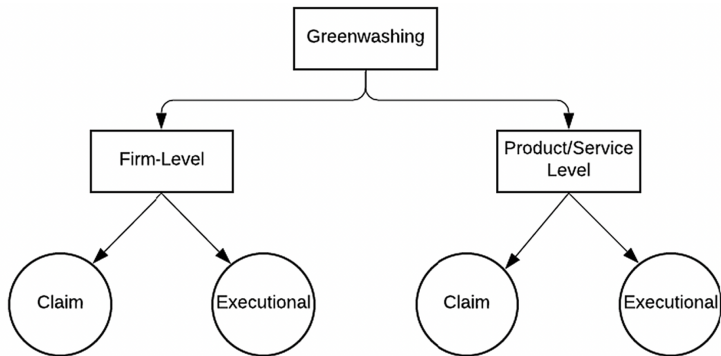 Greenwashing
Firm-Level
Product/Service
Level
Claim
Executional
Claim
Executional